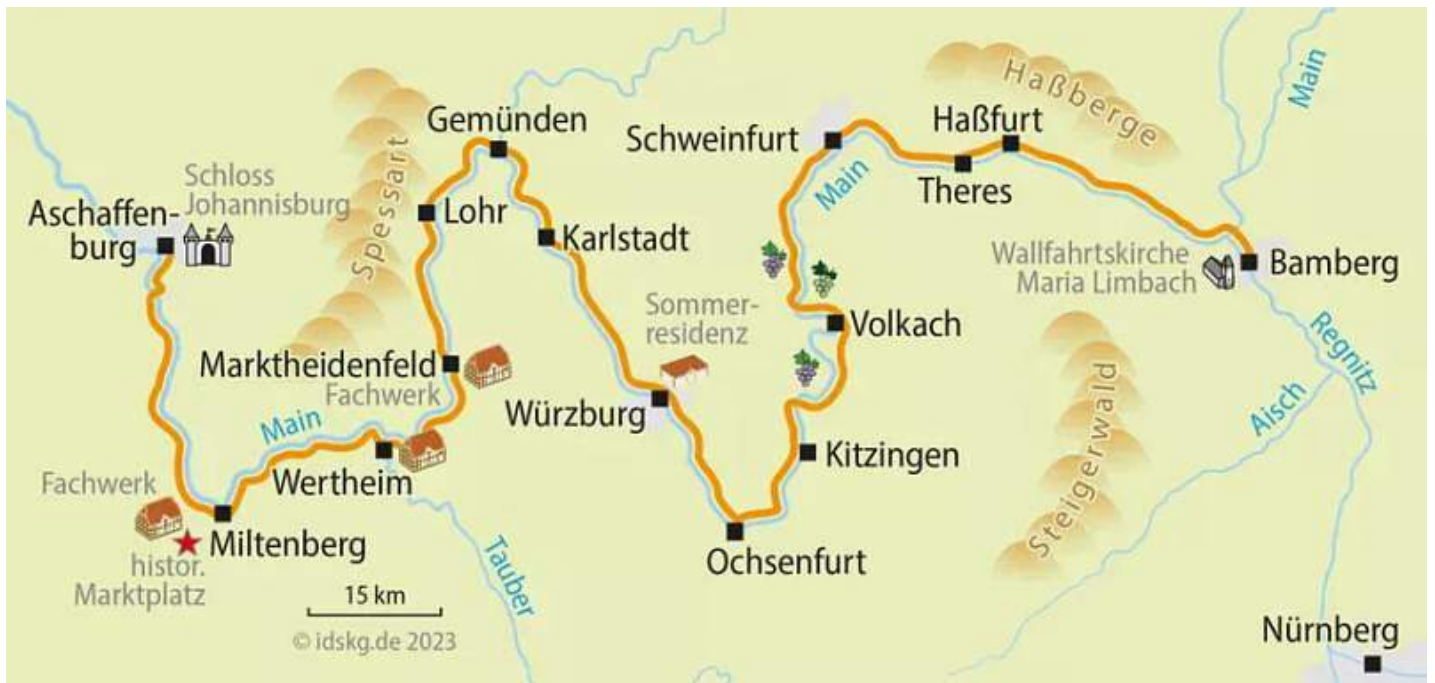 Main
Haßberge
Gemünden
Schweinfurt
Haßfurt
Main
Theres
Spessart
Schloss
Johannisburg
Aschaffen-
burg
Lohr
Karlstadt
Wallfahrtskirche
Maria Limbach
Bamberg
Sommer-
residenz
Volkach
Regnitz
Marktheidenfeld
Fachwerk
Würzburg
Aisch
Main
Steigerwald
Kitzingen
Wertheim
Fachwerk
Miltenberg
histor.
Marktplatz
Ochsenfurt
Tauber
15 km
© idskg.de 2023
Nürnberg